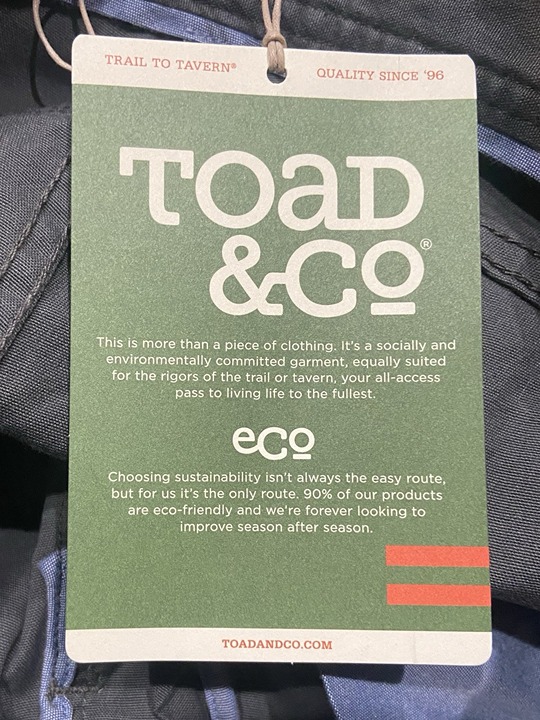 TRAIL TO TAVERN®
QUALITY SINCE '96
TOAD
&CO®
This is more than a piece of clothing. It's a socially and
environmentally committed garment, equally suited
for the rigors of the trail or tavern, your all-access
pass to living life to the fullest.
eco
Choosing sustainability isn't always the easy route,
but for us it's the only route. 90% of our products
are eco-friendly and we're forever looking to
improve season after season.
TOADANDCO.COM